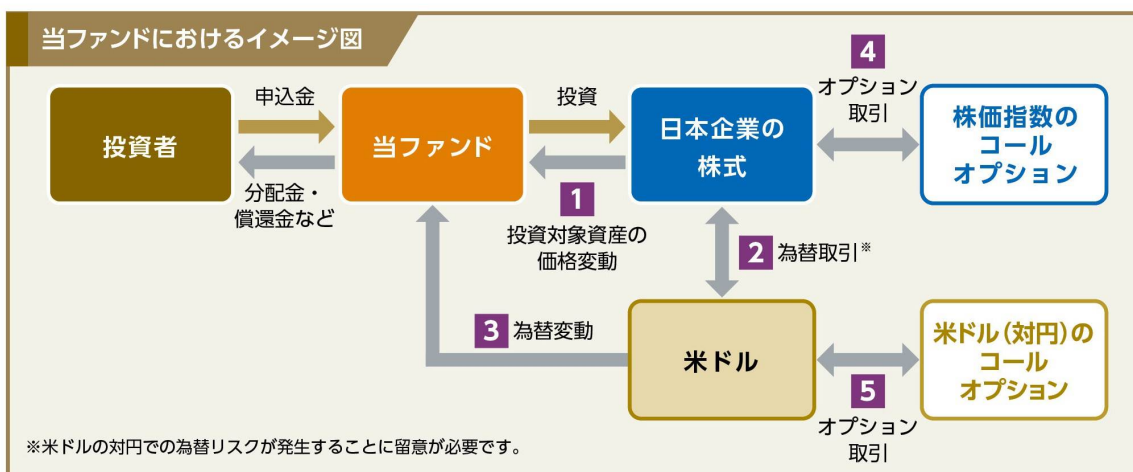 当ファンドにおけるイメージ図
投資者
申込金
分配金・
償還金など
当ファンド
投資
1
投資対象資産の
価格変動
日本企業の
株式
4
オプション
取引
株価指数の
コール
オプション
2 為替取引※
3 為替変動
米ドル
5
オプション
取引
米ドル(対円)の
コール
オプション
※米ドルの対円での為替リスクが発生することに留意が必要です。